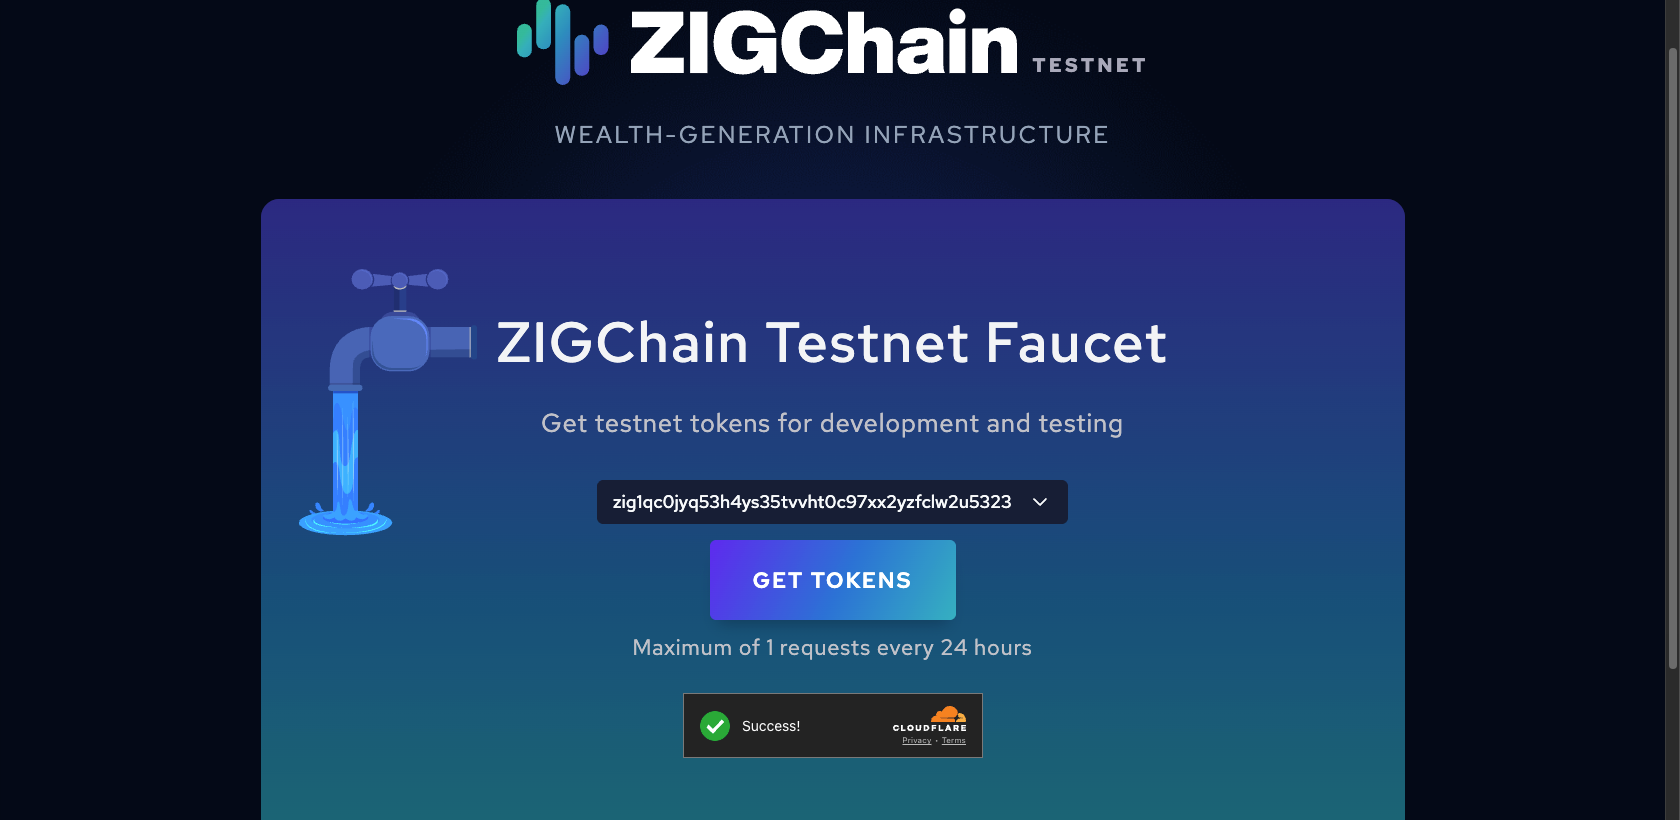 ZIGChain TESTNET
WEALTH-GENERATION INFRASTRUCTURE
ZIGChain Testnet Faucet
Get testnet tokens for development and testing
zig1qc0jyq53h4ys35tvvht0c97xx2yzfclw2u5323
GET TOKENS
Maximum of 1 requests every 24 hours
Success!
CLOUDFLARE
Privacy • Terms